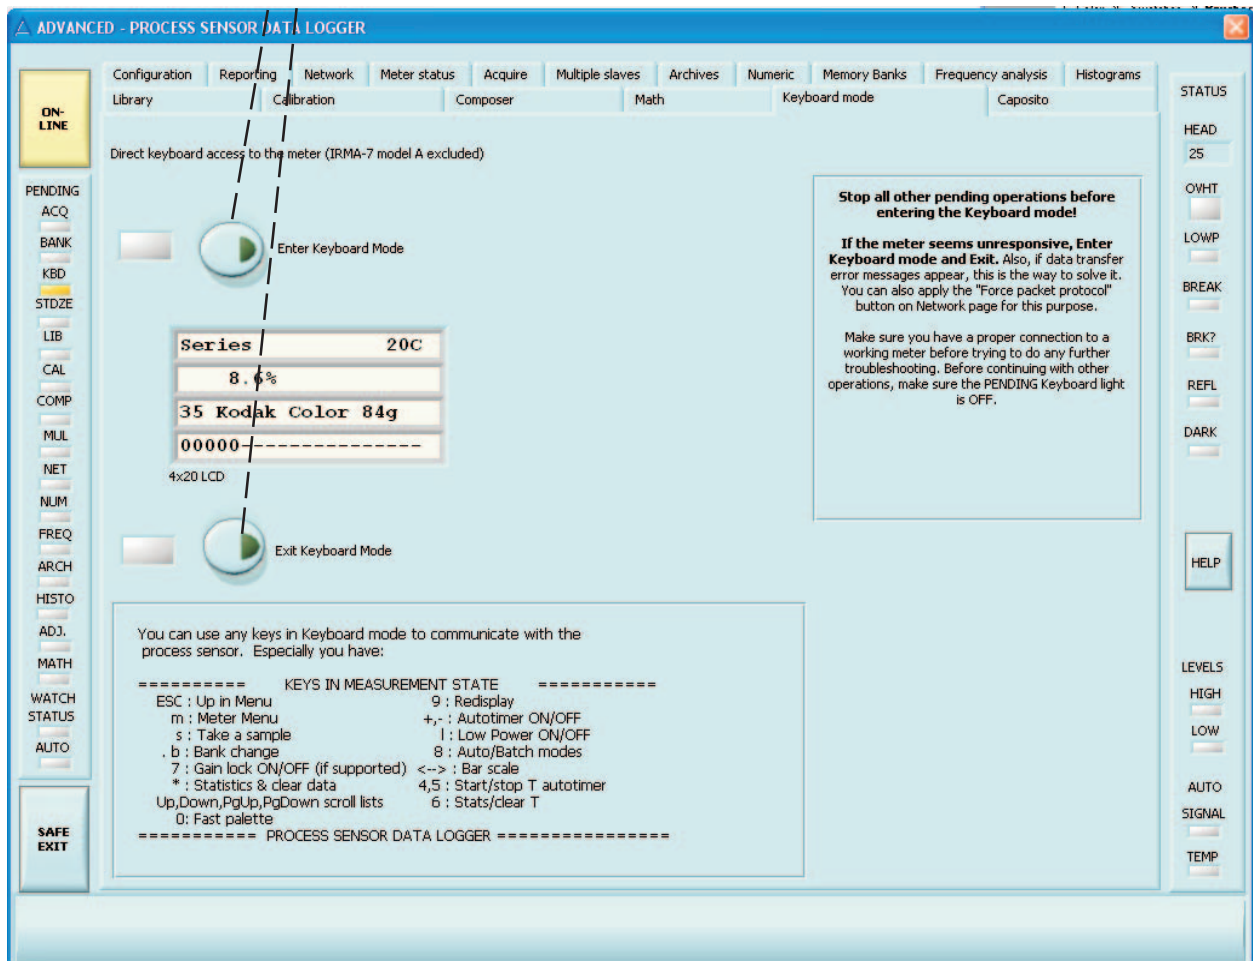 ADVANCED - PROCESS SENSOR DATA LOGGER
Configuration Reporting Network Meter status Acquire Multiple slaves Archives Numeric Memory Banks Frequency analysis Histograms
Library Calibration Composer Math Keyboard mode Caposito
ON-
LINE
PENDING
ACQ
BANK
KBD
STDZE
LIB
CAL
COMP
MUL
NET
NUM
FREQ
ARCH
HISTO
ADJ.
MATH
WATCH
STATUS
AUTO
SAFE
EXIT
Direct keyboard access to the meter (IRMA-7 model A excluded)
Enter Keyboard Mode
Series 20C
8.6%
35 Kodak Color 84g
00000---------------
4x20 LCD
Exit Keyboard Mode
Stop all other pending operations before
entering the Keyboard mode!
If the meter seems unresponsive, Enter
Keyboard mode and Exit. Also, if data transfer
error messages appear, this is the way to solve it.
You can also apply the "Force packet protocol"
button on Network page for this purpose.
Make sure you have a proper connection to a
working meter before trying to do any further
troubleshooting. Before continuing with other
operations, make sure the PENDING Keyboard light
is OFF.
You can use any keys in Keyboard mode to communicate with the
process sensor. Especially you have:
========== KEYS IN MEASUREMENT STATE ===========
ESC : Up in Menu 9 : Redisplay
m : Meter Menu +,- : Autotimer ON/OFF
s : Take a sample l : Low Power ON/OFF
. b : Bank change 8 : Auto/Batch modes
7 : Gain lock ON/OFF (if supported) <--> : Bar scale
* : Statistics & clear data 4,5 : Start/stop T autotimer
Up,Down,PgUp,PgDown scroll lists 6 : Stats/clear T
0: Fast palette
=========== PROCESS SENSOR DATA LOGGER ================
STATUS
HEAD
25
OVHT
LOWP
BREAK
BRK?
REFL
DARK
HELP
LEVELS
HIGH
LOW
AUTO
SIGNAL
TEMP